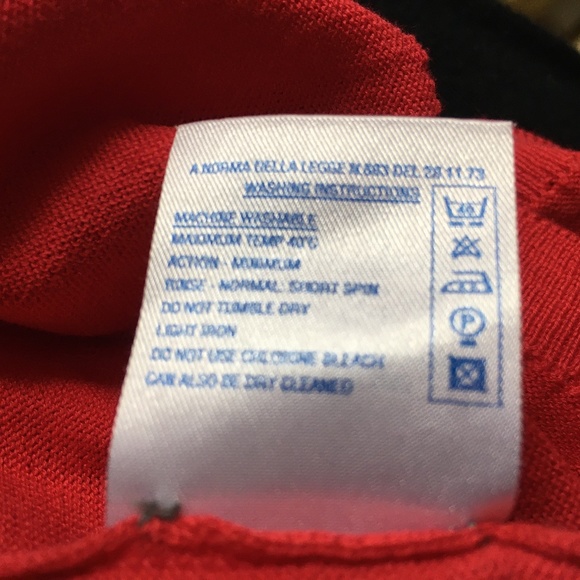 A NORMA DELLA LEGGE N.883 DEL 26.11.73
WASHING INSTRUCTIONS
MACHINE WASHABLE
MAXIMUM TEMP 40°C
ACTION - MINIMUM
RINSE - NORMAL. SHORT SPIN
DO NOT TUMBLE DRY
LIGHT IRON
DO NOT USE CHLORINE BLEACH
CAN ALSO BE DRY CLEANED
P